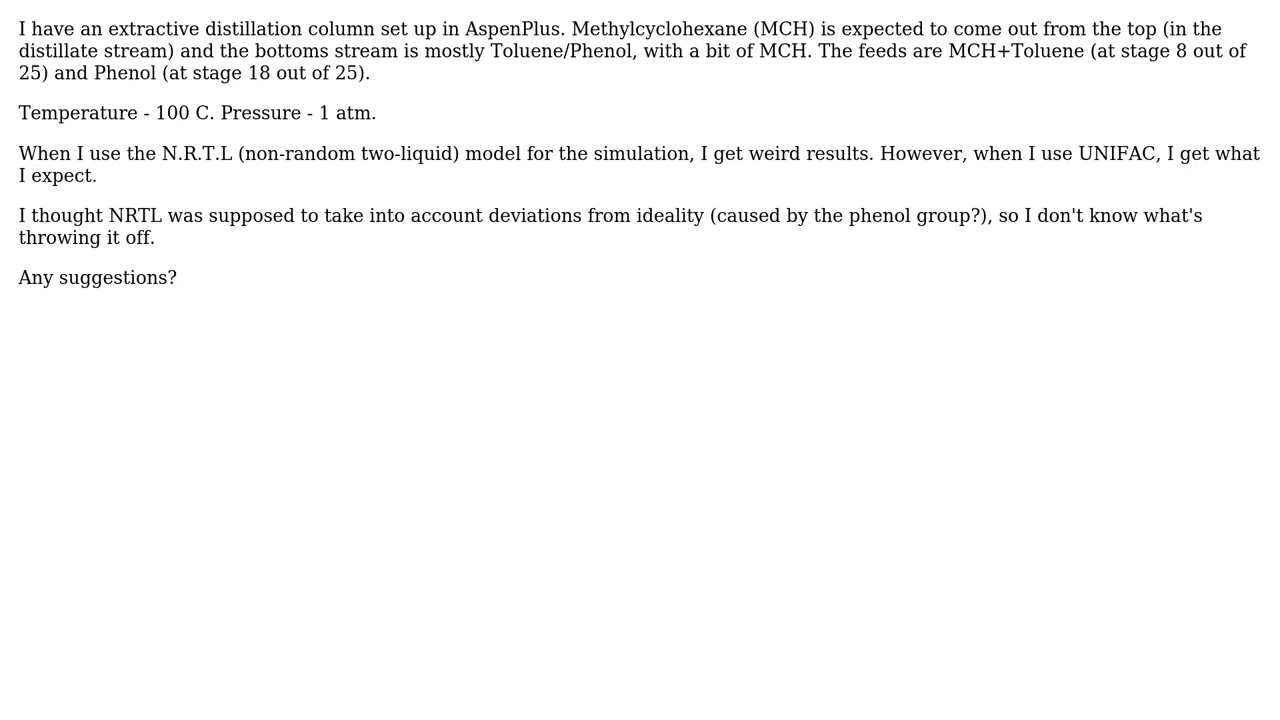 I have an extractive distillation column set up in AspenPlus. Methylcyclohexane (MCH) is expected to come out from the top (in the
distillate stream) and the bottoms stream is mostly Toluene/Phenol, with a bit of MCH. The feeds are MCH+Toluene (at stage 8 out of
25) and Phenol (at stage 18 out of 25).
Temperature - 100 C. Pressure - 1 atm.
When I use the N.R.T.L (non-random two-liquid) model for the simulation, I get weird results. However, when I use UNIFAC, I get what
I expect.
I thought NRTL was supposed to take into account deviations from ideality (caused by the phenol group?), so I don't know what's
throwing it off.
Any suggestions?